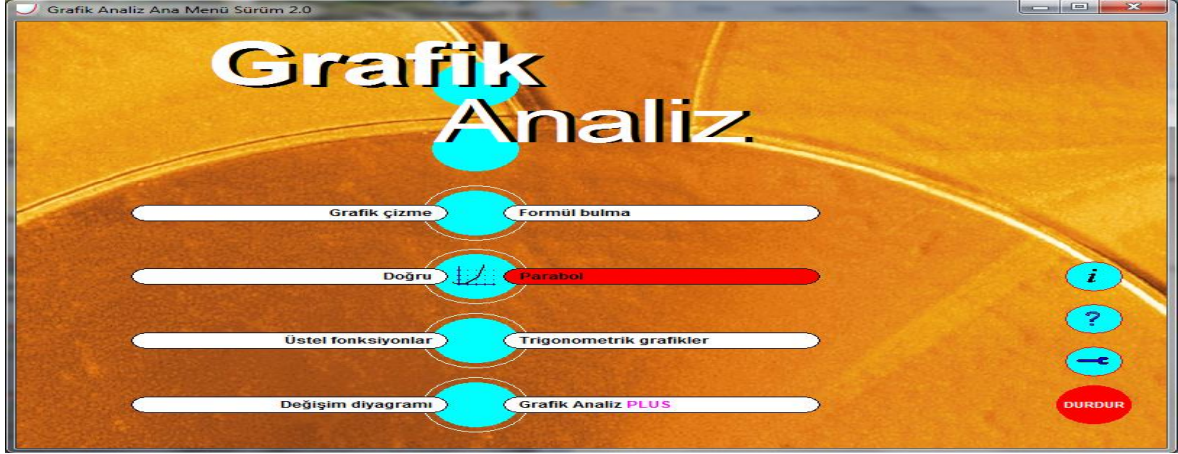 Grafik Analiz Ana Menü Sürüm 2.0
Grafik
Analiz
Grafik çizme
Formül bulma
Doğru
Parabol
Üstel fonksiyonlar
Trigonometrik grafikler
Değişim diyagramı
Grafik Analiz PLUS
i
?
DURDUR